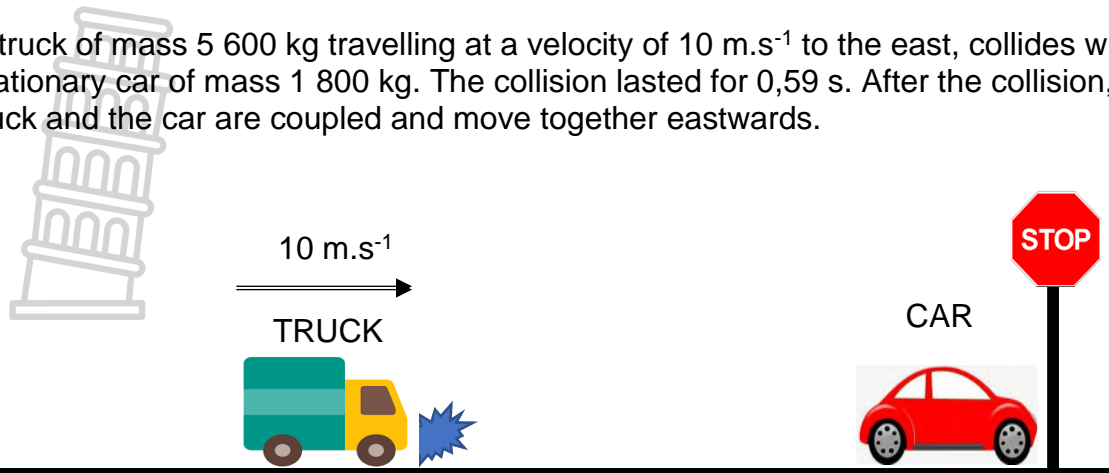 truck of mass 5 600 kg travelling at a velocity of 10 m.s⁻¹ to the east, collides w
ationary car of mass 1 800 kg. The collision lasted for 0,59 s. After the collision,
uck and the car are coupled and move together eastwards.
10 m.s⁻¹
STOP
CAR
TRUCK